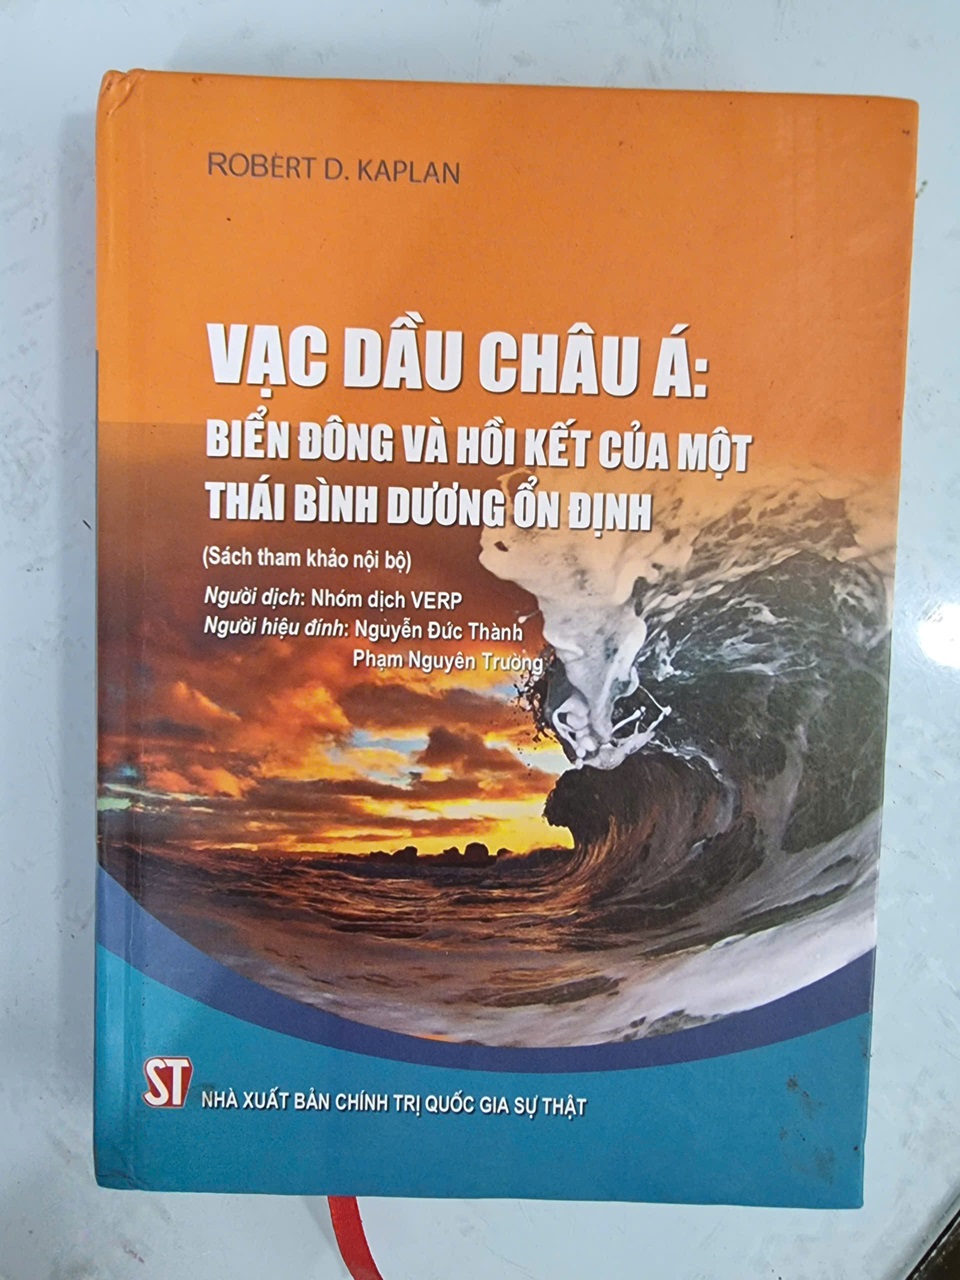 ROBERT D. KAPLAN
VẠC DẦU CHÂU Á:
BIỂN ĐÔNG VÀ HỒI KẾT CỦA MỘT
THÁI BÌNH DƯƠNG ỔN ĐỊNH
(Sách tham khảo nội bộ)
Người dịch: Nhóm dịch VERP
Người hiệu đính: Nguyễn Đức Thành
Phạm Nguyên Trường
ST
NHÀ XUẤT BẢN CHÍNH TRỊ QUỐC GIA SỰ THẬT